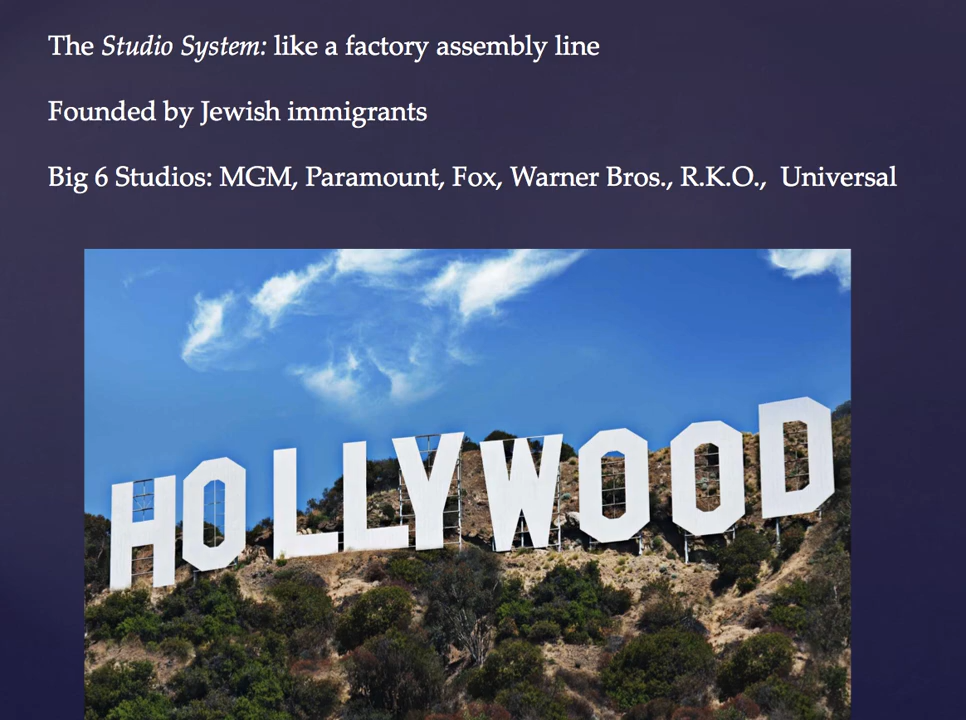 The Studio System: like a factory assembly line
Founded by Jewish immigrants
Big 6 Studios: MGM, Paramount, Fox, Warner Bros., R.K.O.,  Universal
HOLLYWOOD